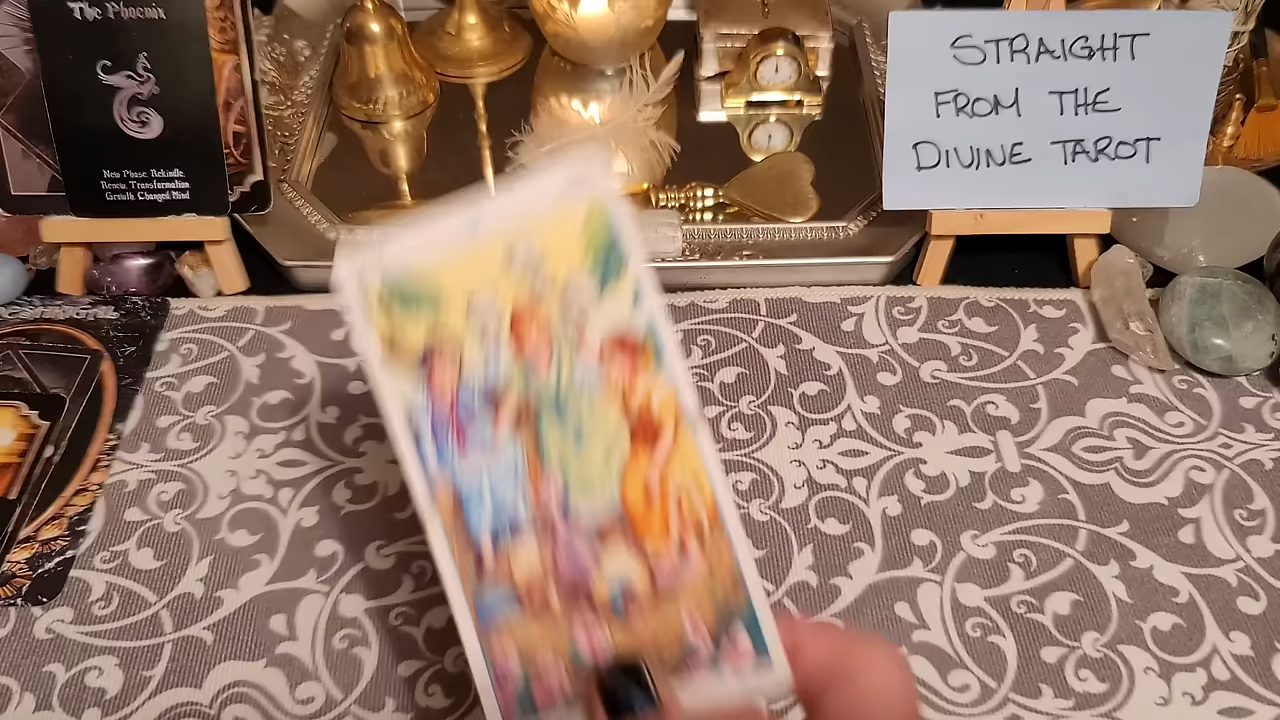 The Phoenix
New Phase, Rekindle,
Renew, Transformation,
Growth, Changed Mind
STRAIGHT
FROM THE
DIVINE TAROT